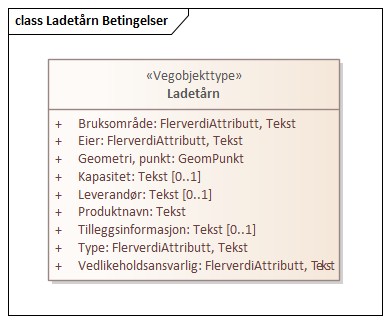 class Ladetårn Betingelser
«Vegobjekttype»
Ladetårn
+ Bruksområde: FlerverdiAttributt, Tekst
+ Eier: FlerverdiAttributt, Tekst
+ Geometri, punkt: GeomPunkt
+ Kapasitet: Tekst [0..1]
+ Leverandør: Tekst [0..1]
+ Produktnavn: Tekst
+ Tilleggsinformasjon: Tekst [0..1]
+ Type: FlerverdiAttributt, Tekst
+ Vedlikeholdsansvarlig: FlerverdiAttributt, Tekst